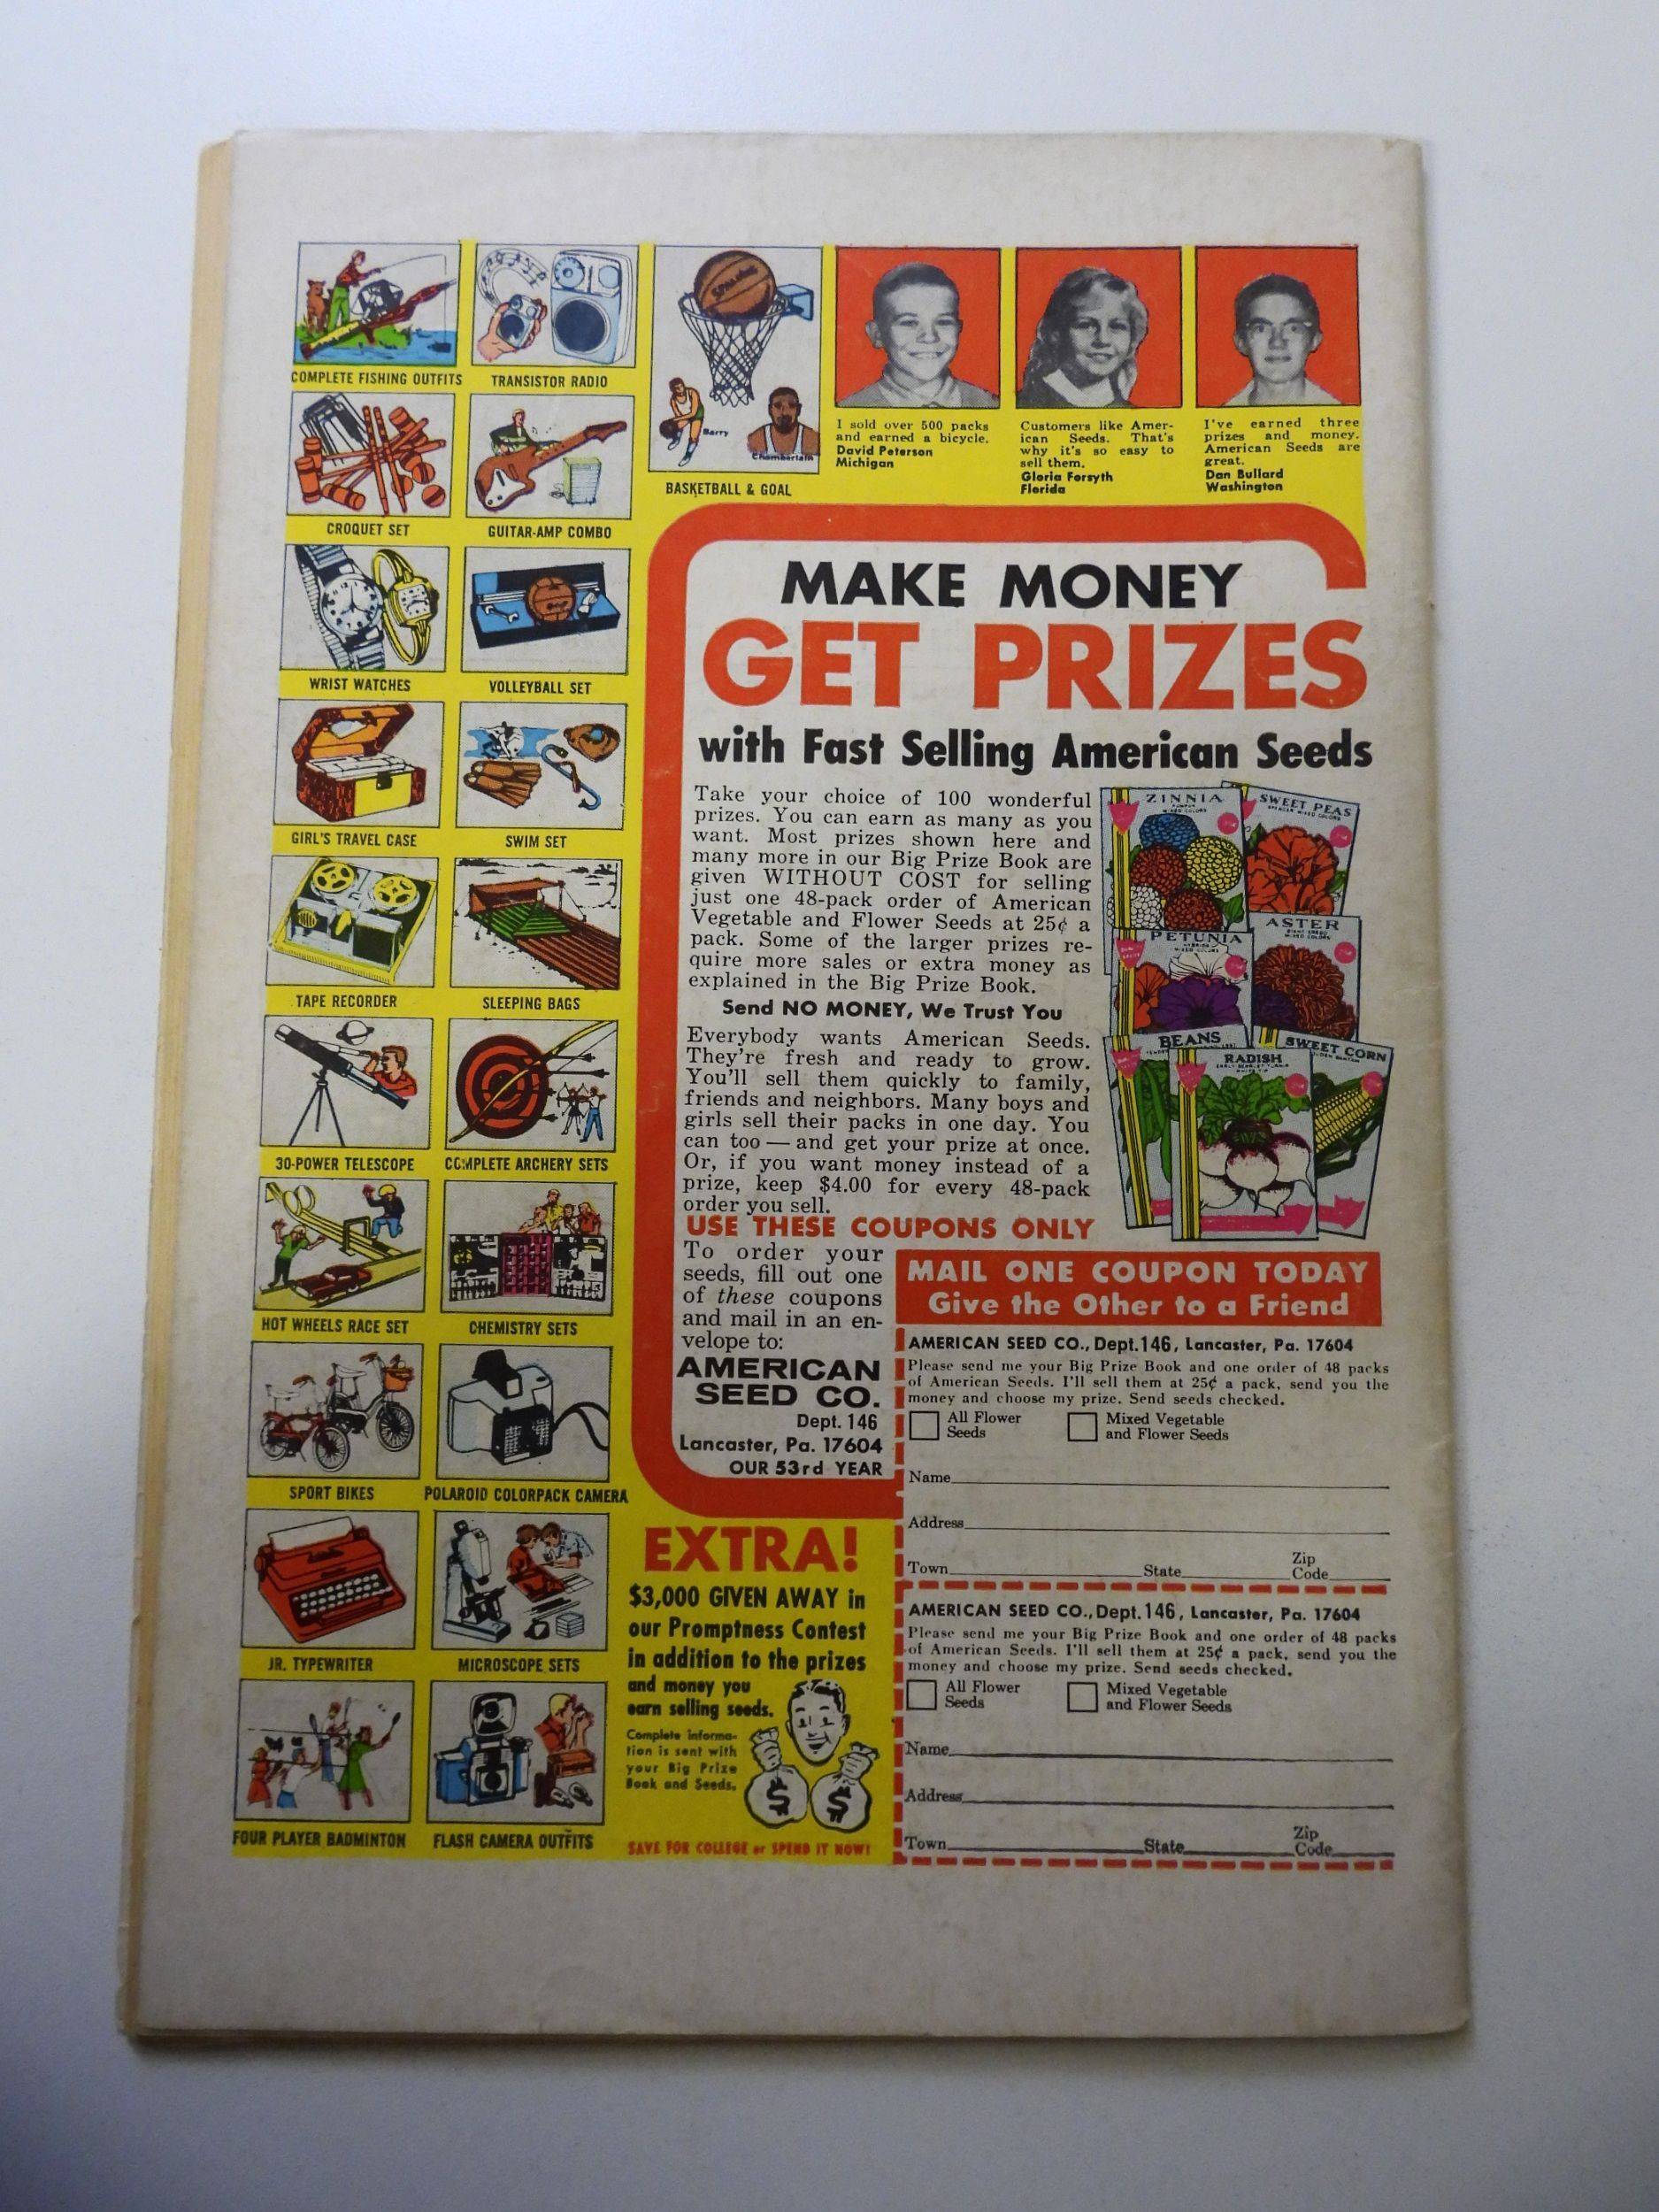 COMPLETE FISHING OUTFITS
TRANSISTOR RADIO
CROQUET SET
GUITAR-AMP COMBO
WRIST WATCHES
VOLLEYBALL SET
GIRL'S TRAVEL CASE
SWIM SET
TAPE RECORDER
SLEEPING BAGS
30-POWER TELESCOPE
COMPLETE ARCHERY SETS
HOT WHEELS RACE SET
CHEMISTRY SETS
SPORT BIKES
POLAROID COLORPACK CAMERA
JR. TYPEWRITER
MICROSCOPE SETS
FOUR PLAYER BADMINTON
FLASH CAMERA OUTFITS
SPALDING
Barry
Chamberlain
BASKETBALL & GOAL
I sold over 500 packs
and earned a bicycle.
David Peterson
Michigan
Customers like Amer-
ican Seeds. That's
why it's so easy to
sell them.
Gloria Forsyth
Florida
I've earned three
prizes and money.
American Seeds are
great.
Dan Bullard
Washington
MAKE MONEY
GET PRIZES
with Fast Selling American Seeds
Take your choice of 100 wonderful
prizes. You can earn as many as you
want. Most prizes shown here and
many more in our Big Prize Book are
given WITHOUT COST for selling
just one 48-pack order of American
Vegetable and Flower Seeds at 25¢ a
pack. Some of the larger prizes re-
quire more sales or extra money as
explained in the Big Prize Book.
Send NO MONEY, We Trust You
Everybody wants American Seeds.
They're fresh and ready to grow.
You'll sell them quickly to family,
friends and neighbors. Many boys and
girls sell their packs in one day. You
can too — and get your prize at once.
Or, if you want money instead of a
prize, keep $4.00 for every 48-pack
order you sell.
ZINNIA
MIXED COLORS
SWEET PEAS
MIXED COLORS
PETUNIA
MIXED COLORS
ASTER
MIXED COLORS
BEANS
RADISH
SWEET CORN
USE THESE COUPONS ONLY
To order your
seeds, fill out one
of these coupons
and mail in an en-
velope to:
AMERICAN
SEED CO.
Dept. 146
Lancaster, Pa. 17604
OUR 53rd YEAR
MAIL ONE COUPON TODAY
Give the Other to a Friend
AMERICAN SEED CO., Dept. 146, Lancaster, Pa. 17604
Please send me your Big Prize Book and one order of 48 packs
of American Seeds. I'll sell them at 25¢ a pack, send you the
money and choose my prize. Send seeds checked.
All Flower
Seeds
Mixed Vegetable
and Flower Seeds
Name
Address
Town State Zip Code
AMERICAN SEED CO., Dept. 146, Lancaster, Pa. 17604
Please send me your Big Prize Book and one order of 48 packs
of American Seeds. I'll sell them at 25¢ a pack, send you the
money and choose my prize. Send seeds checked.
All Flower
Seeds
Mixed Vegetable
and Flower Seeds
Name
Address
Town State Zip Code
EXTRA!
$3,000 GIVEN AWAY in
our Promptness Contest
in addition to the prizes
and money you
earn selling seeds.
Complete informa-
tion is sent with
your Big Prize
Book and Seeds.
$ $
SAVE FOR COLLEGE or SPEND IT NOW!